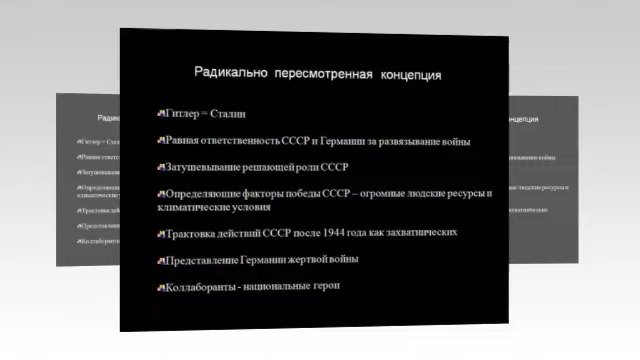 Радикально пересмотренная концепция
Гитлер = Сталин
Равная ответственность СССР и Германии за развязывание войны
Затушевывание решающей роли СССР
Определяющие факторы победы СССР – огромные людские ресурсы и
климатические условия
Трактовка действий СССР после 1944 года как захватнических
Представление Германии жертвой войны
Коллаборанты - национальные герои